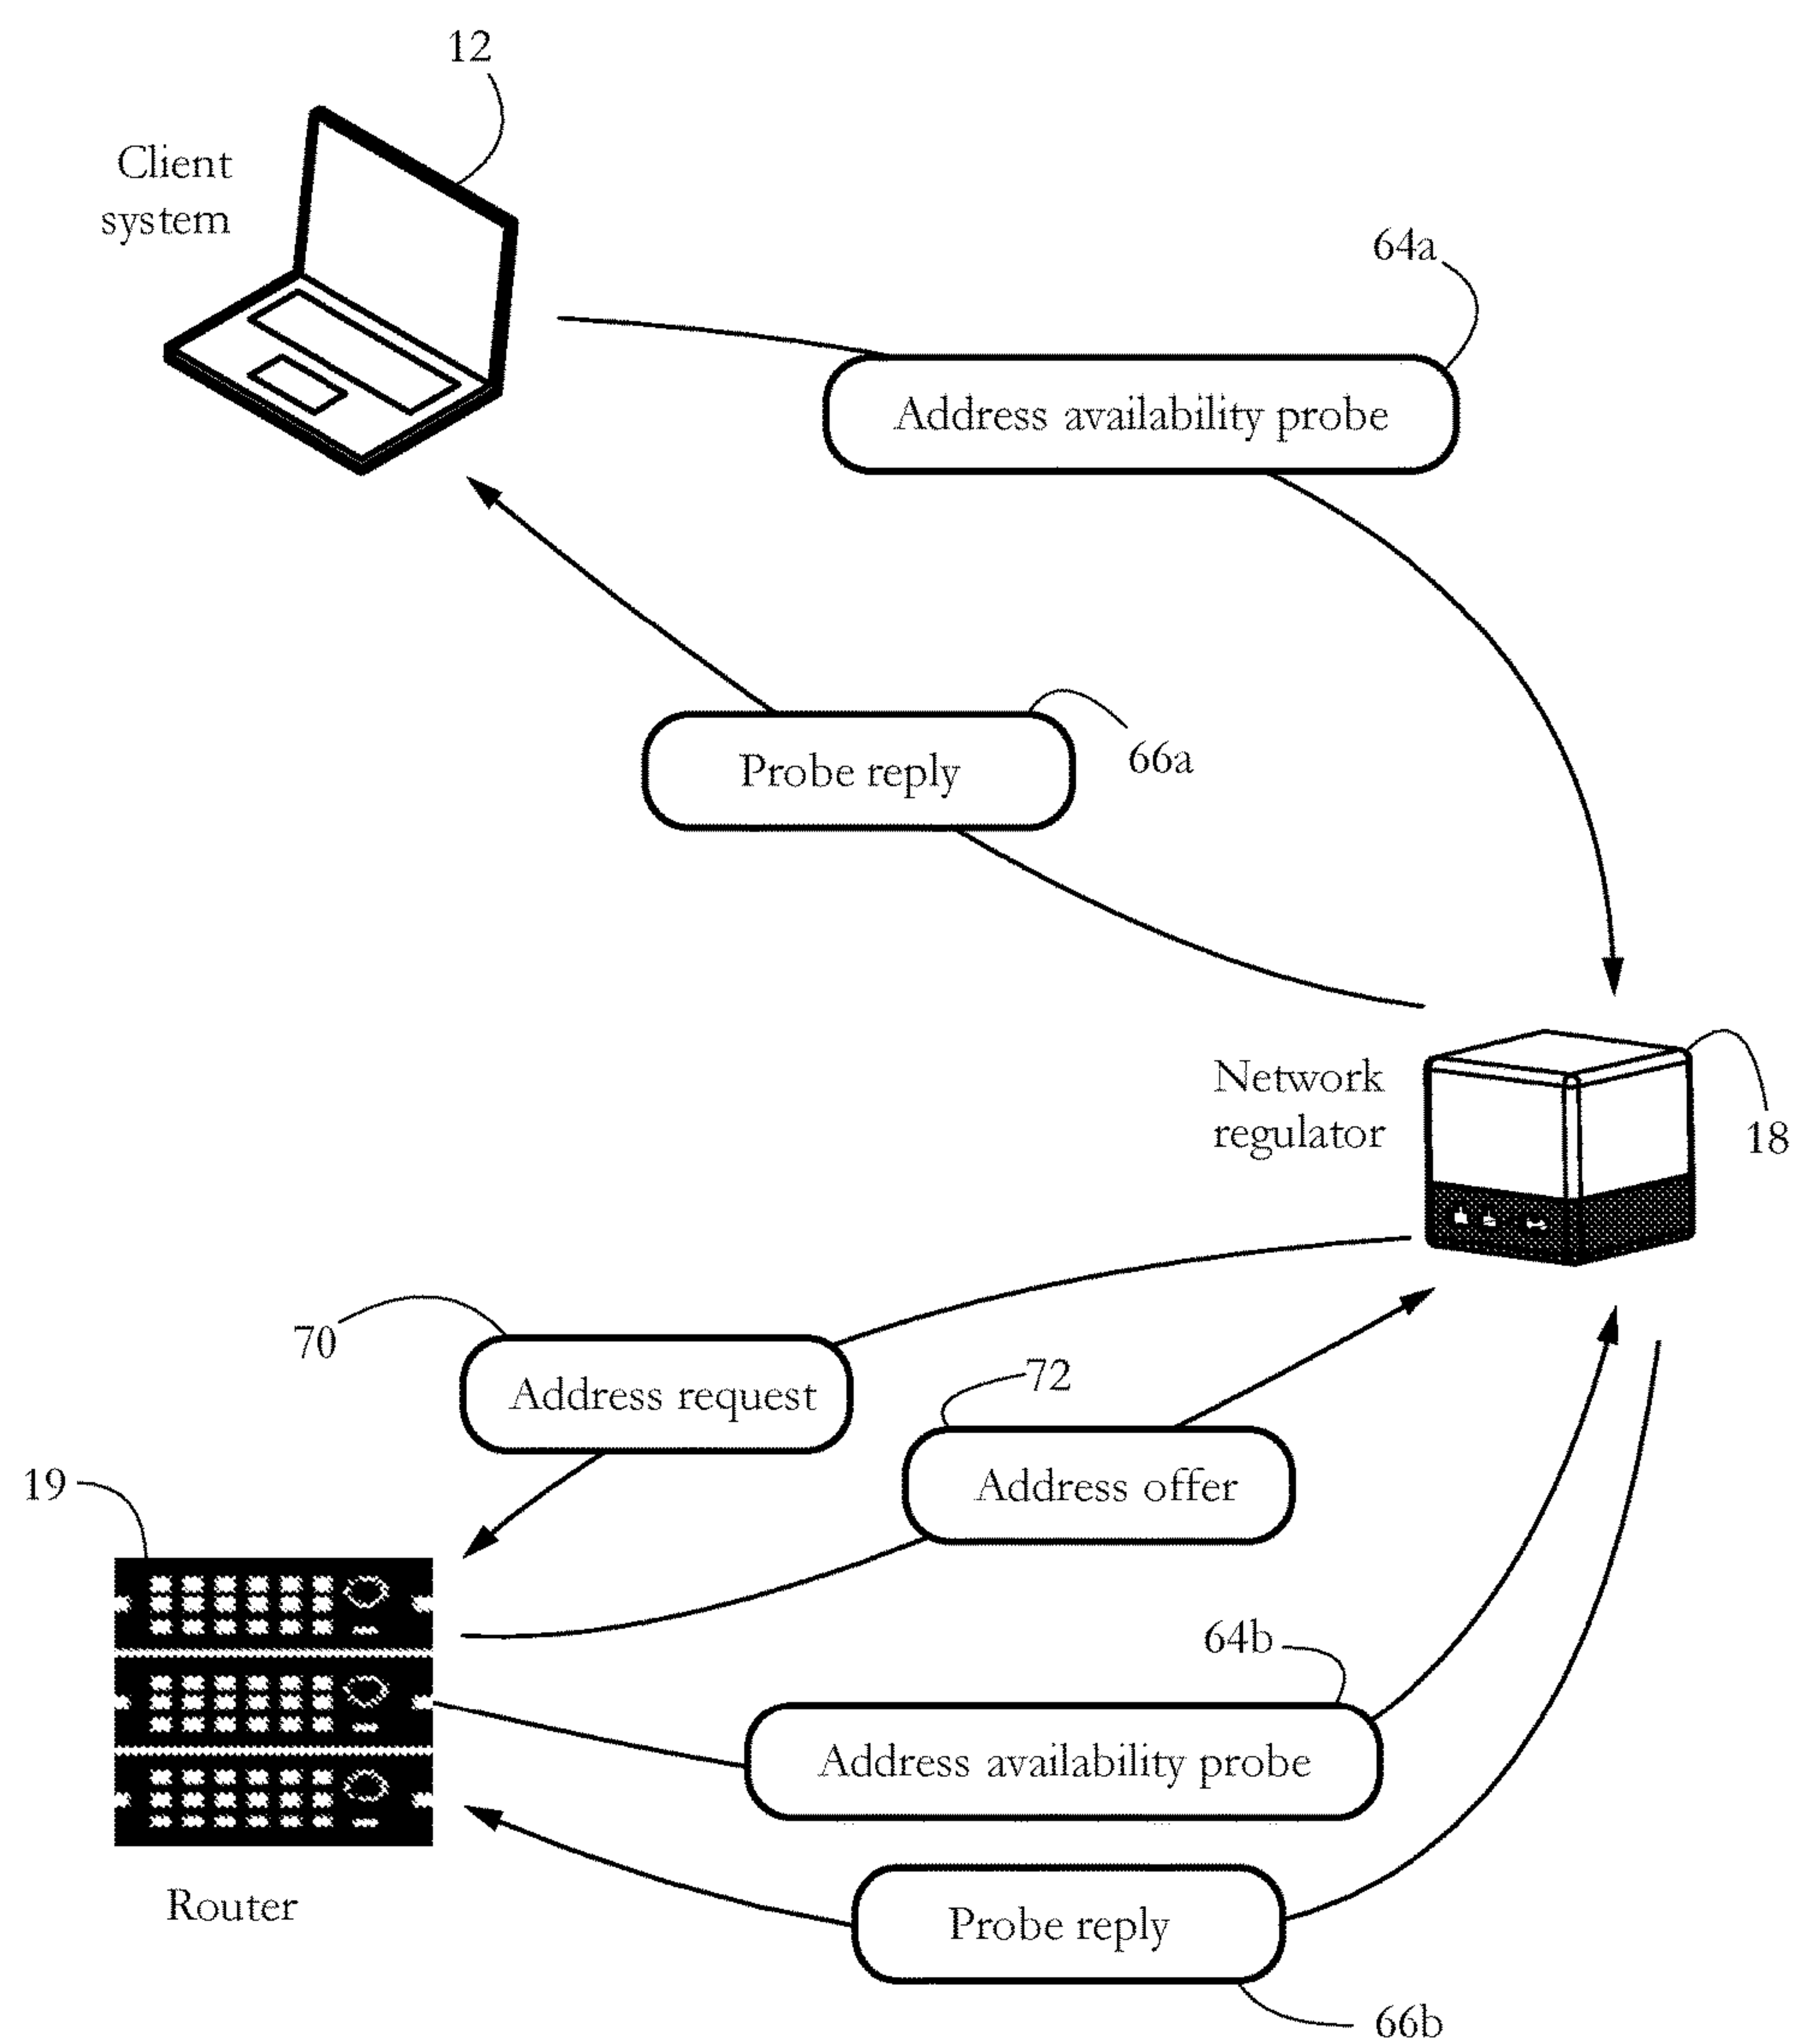 12
Client
system
64a
Address availability probe
66a
Probe reply
Network
regulator
18
70
Address request
72
Address offer
19
64b
Address availability probe
Router
Probe reply
66b